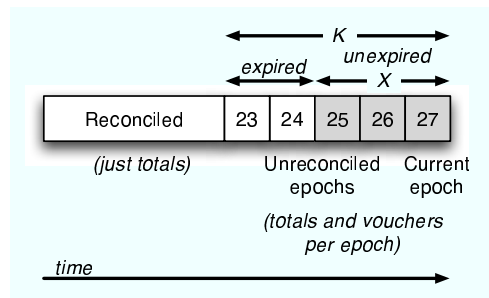 K
expired
unexpired
X
Reconciled 23 24 25 26 27
(just totals)
Unreconciled
epochs
Current
epoch
(totals and vouchers
per epoch)
time